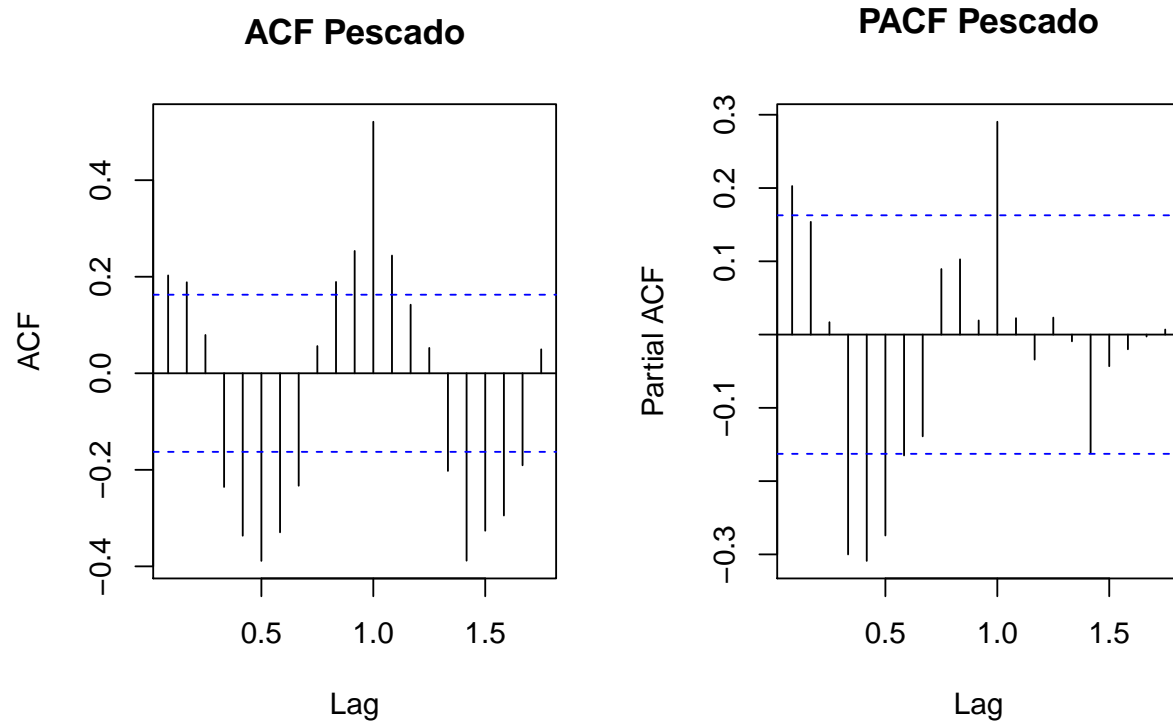 ACF Pescado
ACF
0.4
0.2
0.0
−0.2
−0.4
0.5 1.0 1.5
Lag
PACF Pescado
Partial ACF
0.3
0.2
0.1
−0.1
−0.3
0.5 1.0 1.5
Lag